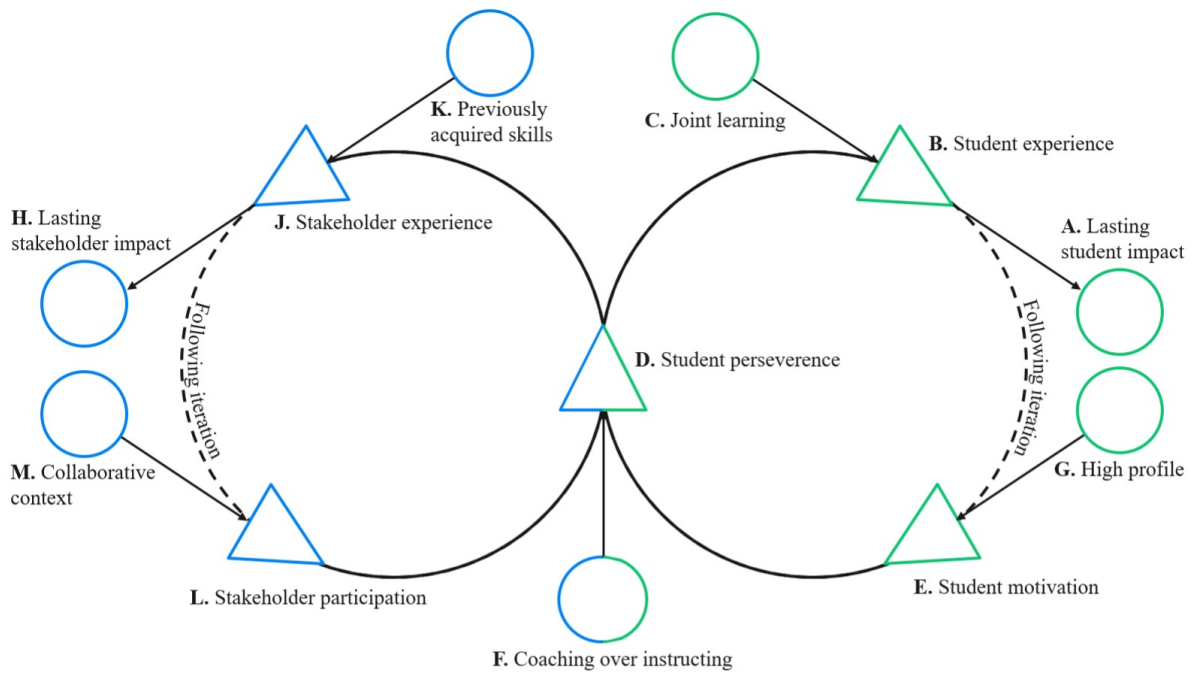 K. Previously
acquired skills
C. Joint learning
B. Student experience
H. Lasting
stakeholder impact
J. Stakeholder experience
A. Lasting
student impact
Following iteration
Following iteration
D. Student perseverence
M. Collaborative
context
G. High profile
L. Stakeholder participation
E. Student motivation
F. Coaching over instructing